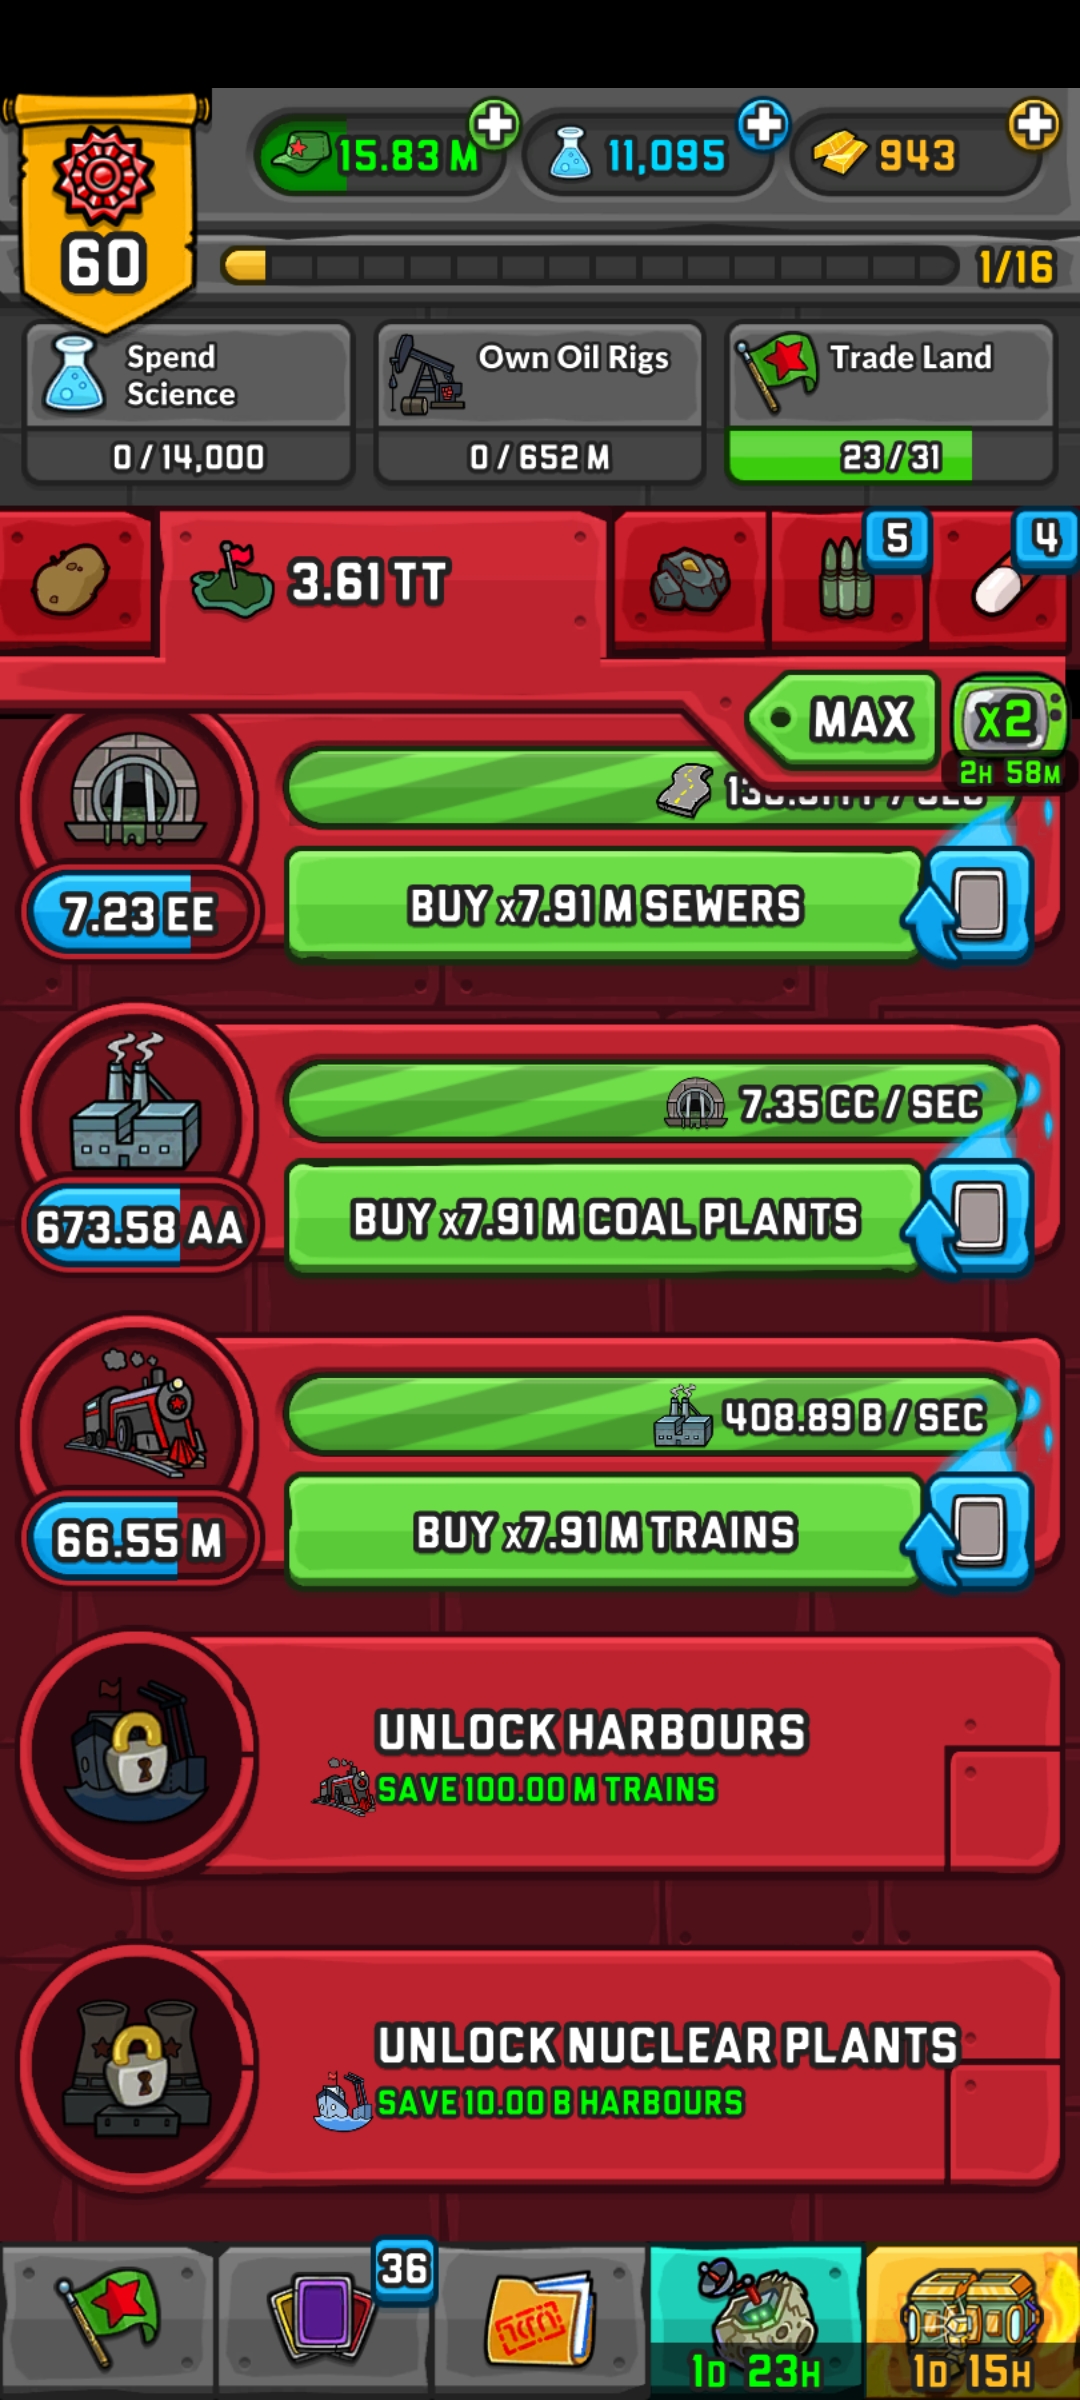 15.83 M
11,095
943
60
1/16
Spend
Science
0/14,000
Own Oil Rigs
0/652 M
Trade Land
23/31
3.61 TT
5
4
MAX
x2
2H 58M
/ SEC
7.23 EE
BUY x7.91 M SEWERS
7.35 CC / SEC
673.58 AA
BUY x7.91 M COAL PLANTS
408.89 B / SEC
66.55 M
BUY x7.91 M TRAINS
UNLOCK HARBOURS
SAVE 100.00 M TRAINS
UNLOCK NUCLEAR PLANTS
SAVE 10.00 B HARBOURS
36
1D 23H
1D 15H